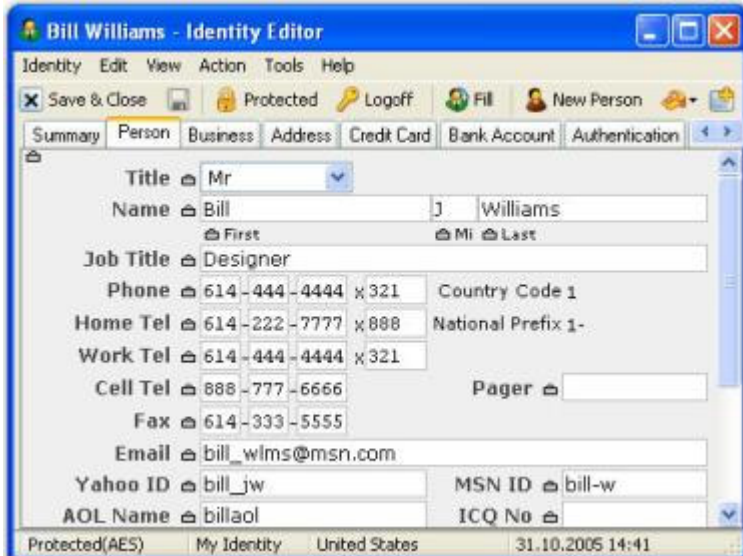 Bill Williams - Identity Editor
Identity Edit View Action Tools Help
Save & Close Protected Logoff Fill New Person
Summary Person Business Address Credit Card Bank Account Authentication
Title Mr
Name Bill J Williams
First Mi Last
Job Title Designer
Phone 614-444-4444 x 321 Country Code 1
Home Tel 614-222-7777 x 888 National Prefix 1-
Work Tel 614-444-4444 x 321
Cell Tel 888-777-6666 Pager
Fax 614-333-5555
Email bill_wlms@msn.com
Yahoo ID bill_jw MSN ID bill-w
AOL Name billaol ICQ No
Protected(AES) My Identity United States 31.10.2005 14:41